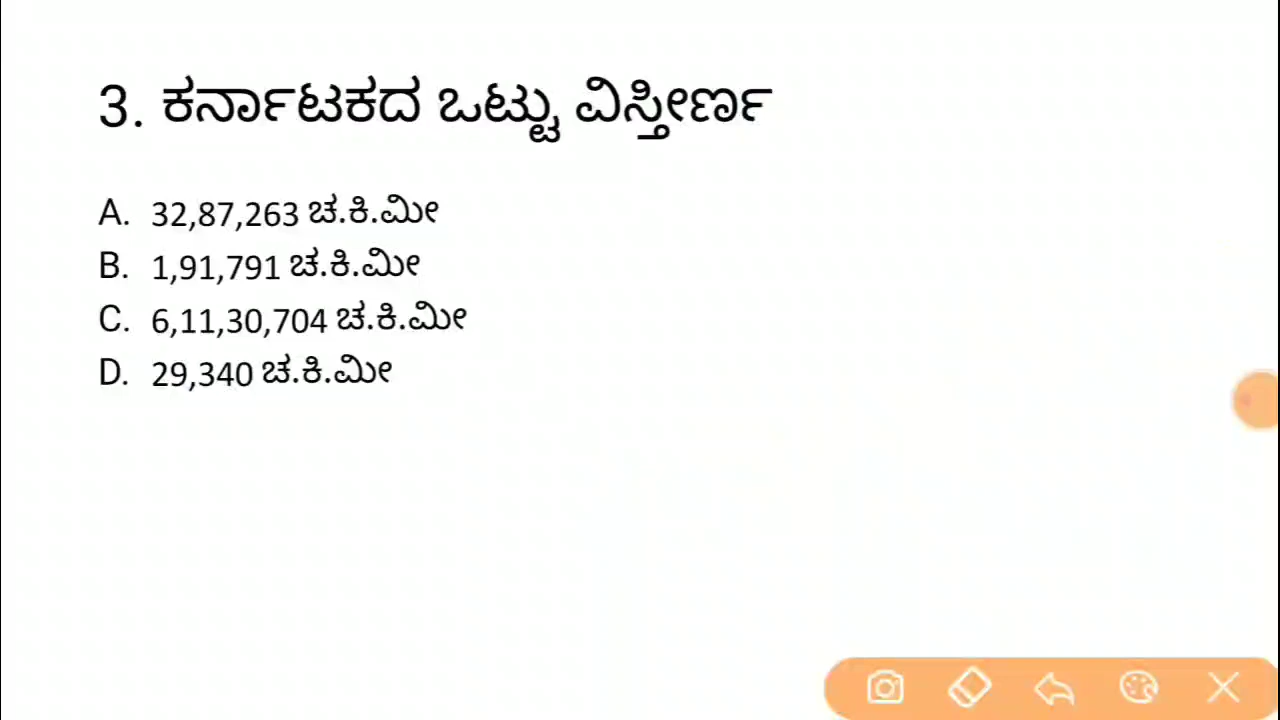 3. ಕರ್ನಾಟಕದ ಒಟ್ಟು ವಿಸ್ತೀರ್ಣ
A. 32,87,263 ಚ.ಕಿ.ಮೀ
B. 1,91,791 ಚ.ಕಿ.ಮೀ
C. 6,11,30,704 ಚ.ಕಿ.ಮೀ
D. 29,340 ಚ.ಕಿ.ಮೀ